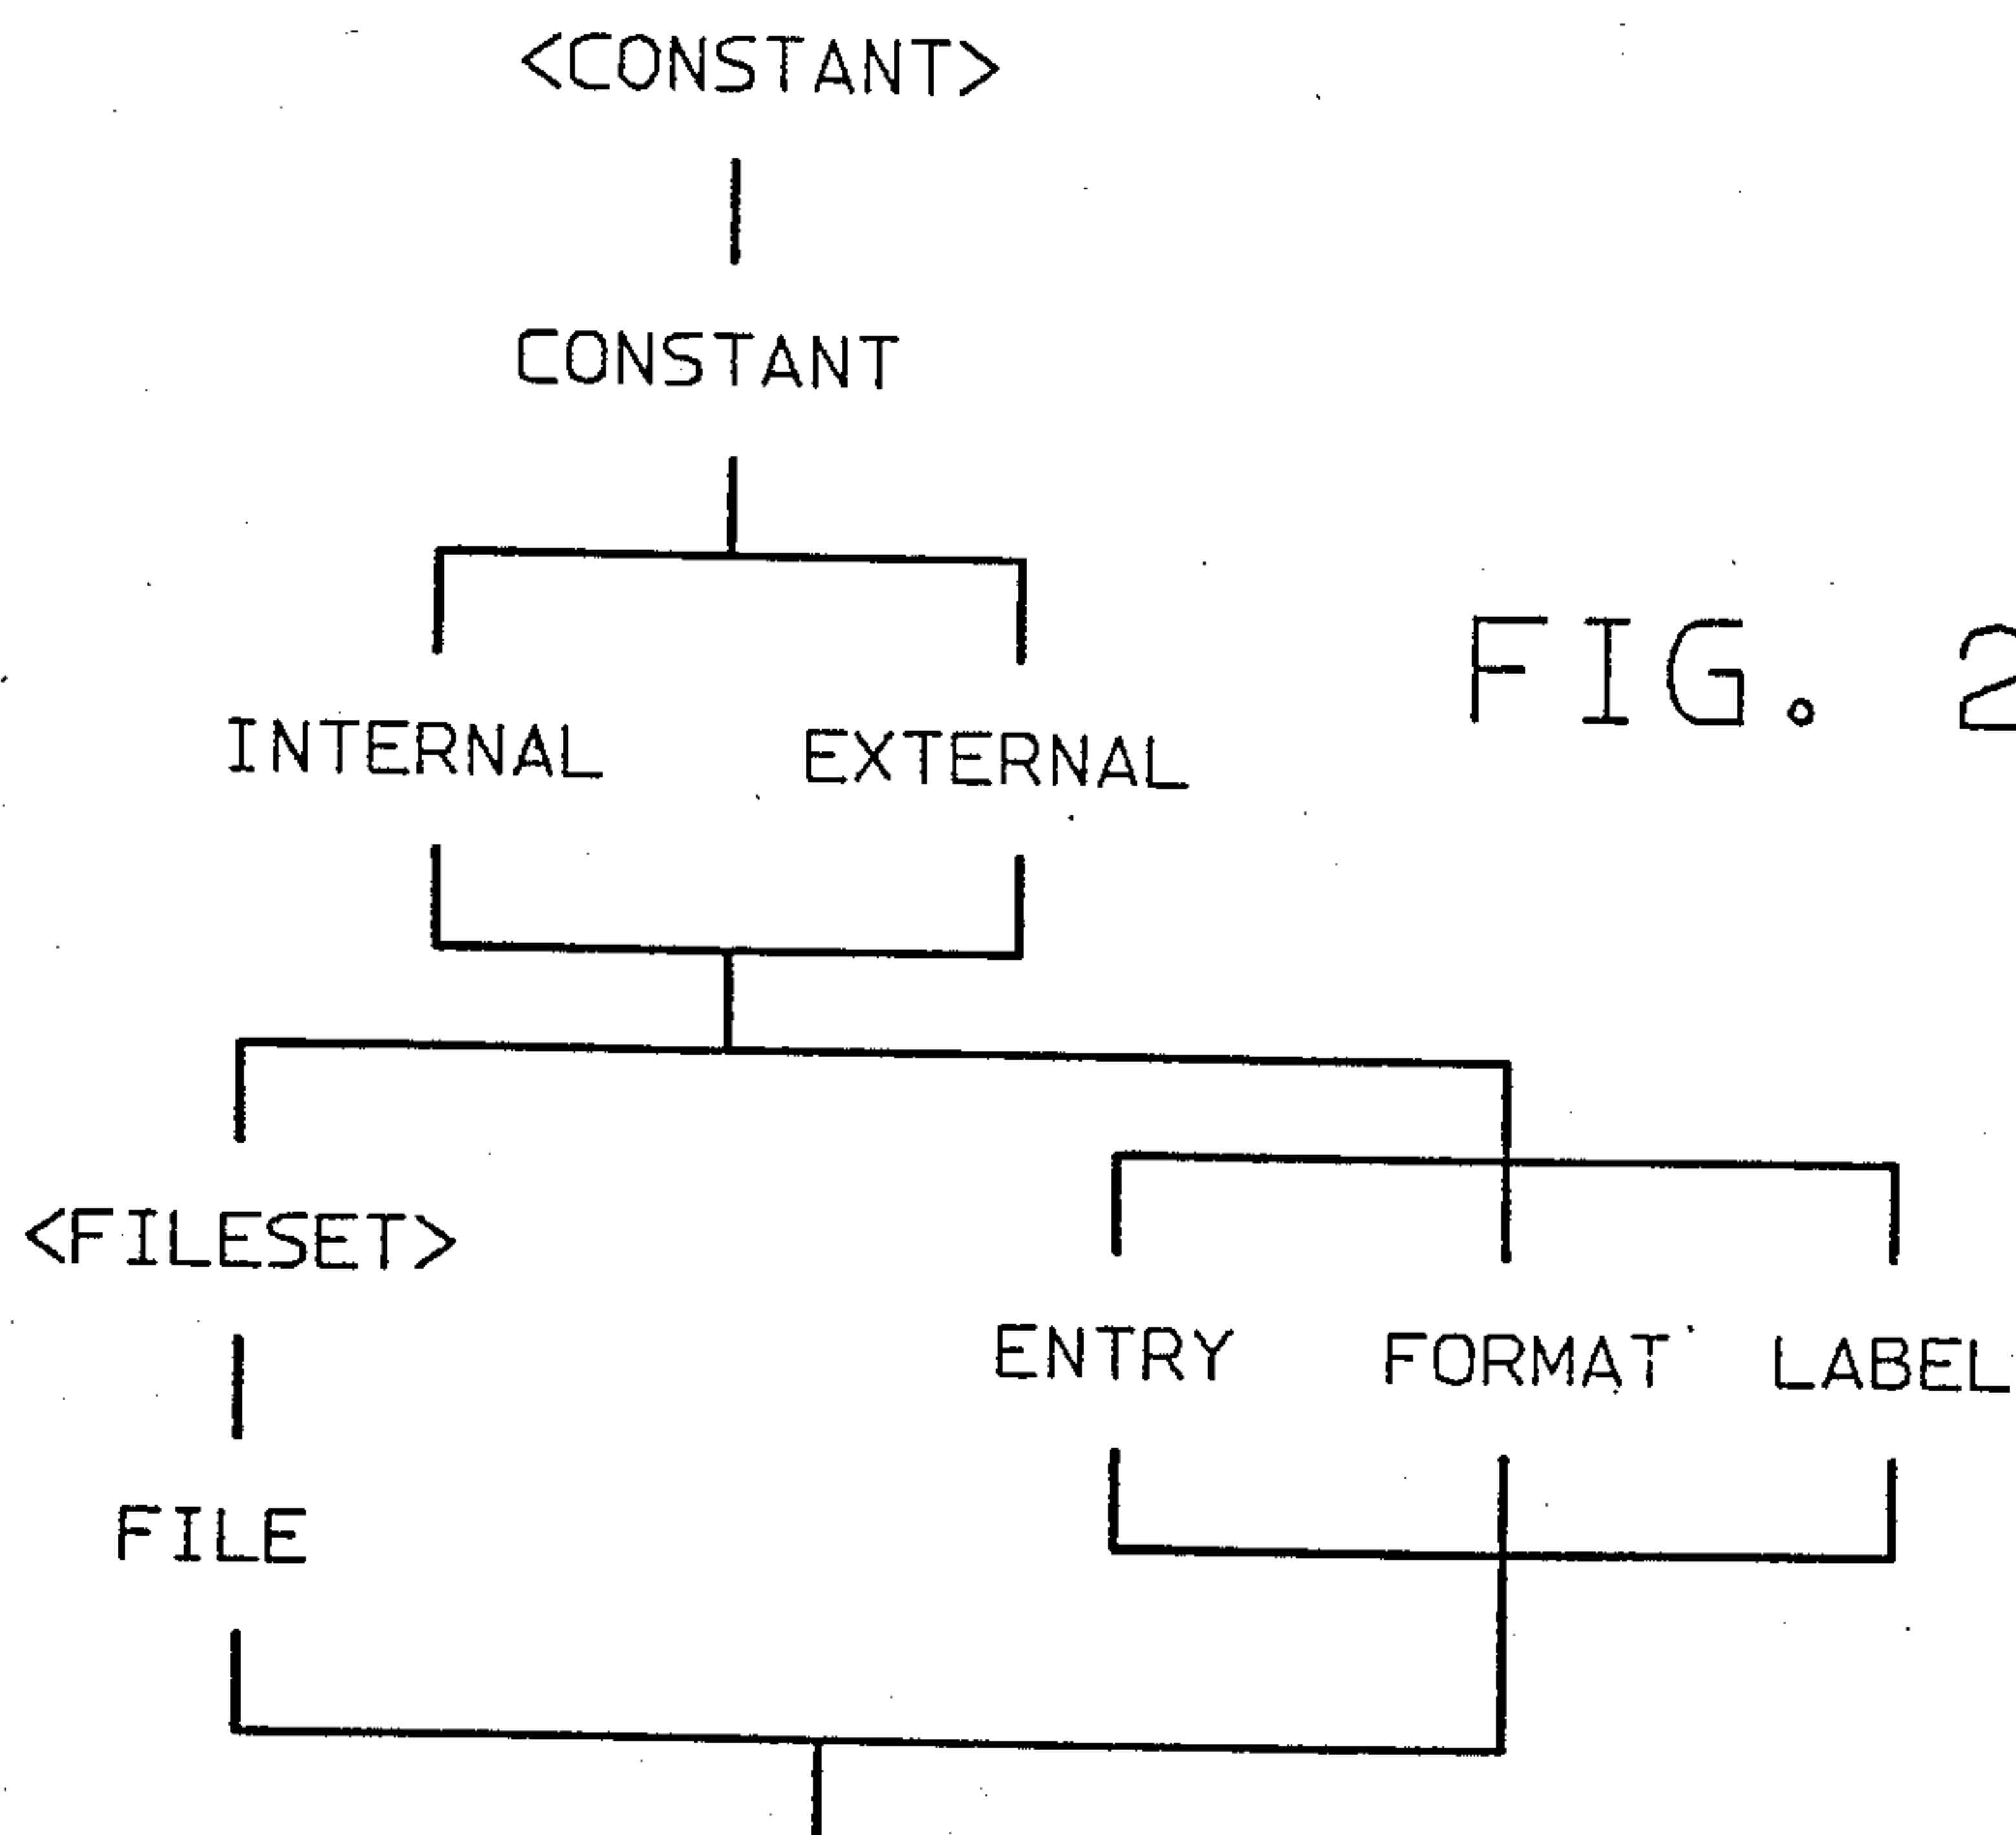 <CONSTANT>
CONSTANT
FIG. 2
INTERNAL EXTERNAL
<FILESET>
ENTRY FORMAT LABEL
FILE